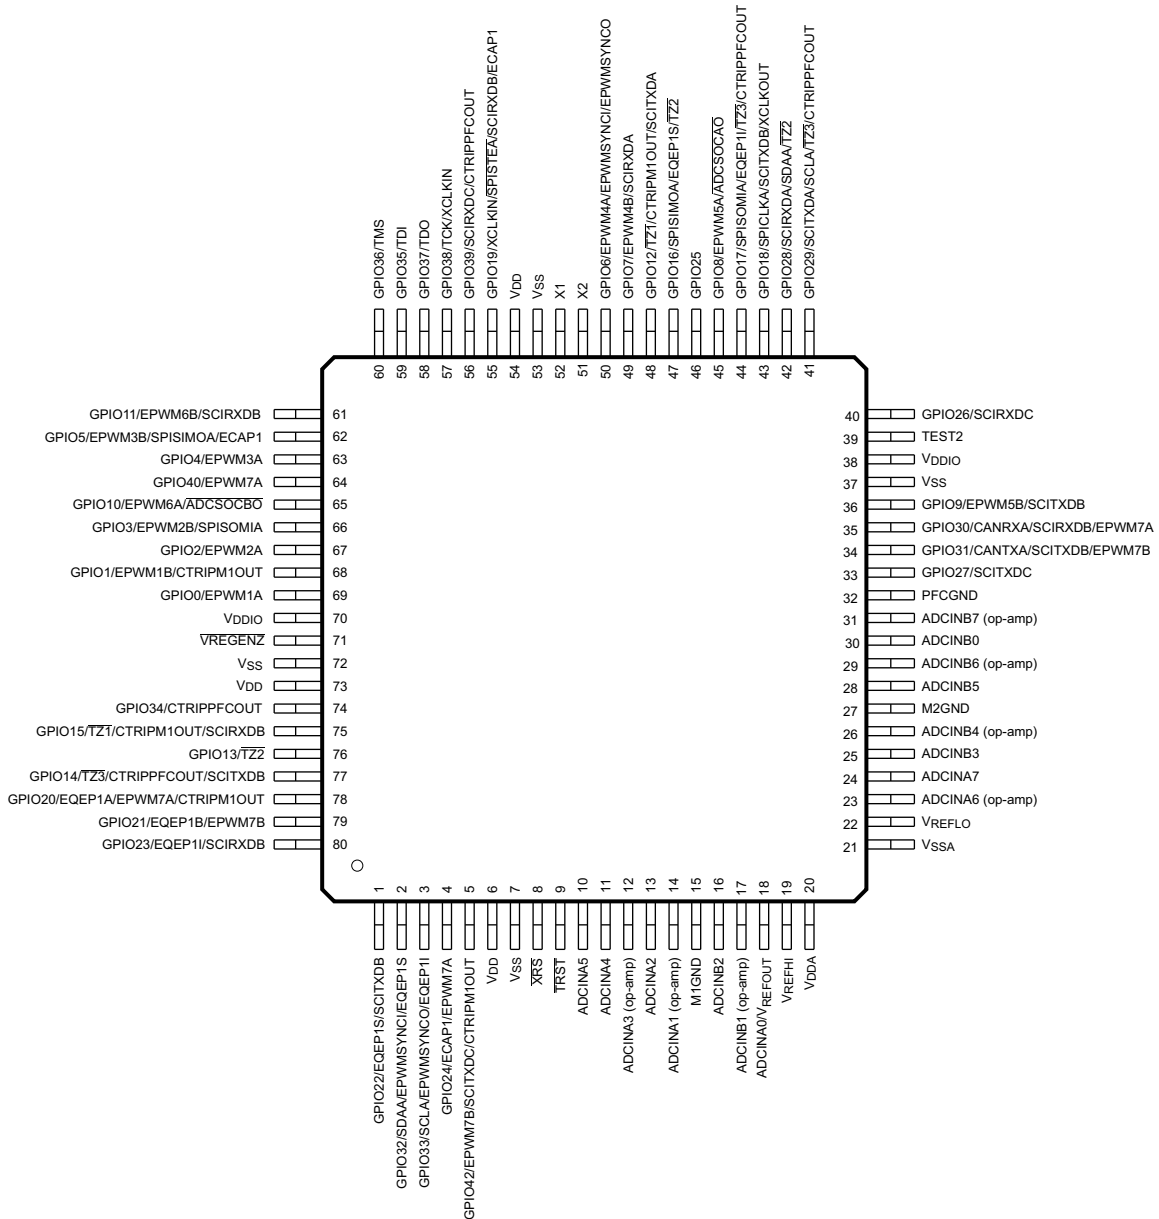 GPIO36/TMS
GPIO35/TDI
GPIO37/TDO
GPIO38/TCK/XCLKIN
GPIO39/SCIRXDC/CTRIPPFCOUT
GPIO19/XCLKIN/SPISTEA/SCIRXDB/ECAP1
VDD
VSS
X1
X2
GPIO6/EPWM4A/EPWMSYNCI/EPWMSYNCO
GPIO7/EPWM4B/SCIRXDA
GPIO12/TZ1/CTRIPM1OUT/SCITXDA
GPIO16/SPISIMOA/EQEP1S/TZ2
GPIO25
GPIO8/EPWM5A/ADCSOCAO
GPIO17/SPISOMIA/EQEP1I/TZ3/CTRIPPFCOUT
GPIO18/SPICLKA/SCITXDB/XCLKOUT
GPIO28/SCIRXDA/SDAA/TZ2
GPIO29/SCITXDA/SCLA/TZ3/CTRIPPFCOUT
60
59
58
57
56
55
54
53
52
51
50
49
48
47
46
45
44
43
42
41
GPIO11/EPWM6B/SCIRXDB 61
GPIO5/EPWM3B/SPISIMOA/ECAP1 62
GPIO4/EPWM3A 63
GPIO40/EPWM7A 64
GPIO10/EPWM6A/ADCSOCBO 65
GPIO3/EPWM2B/SPISOMIA 66
GPIO2/EPWM2A 67
GPIO1/EPWM1B/CTRIPM1OUT 68
GPIO0/EPWM1A 69
VDDIO 70
VREGENZ 71
VSS 72
VDD 73
GPIO34/CTRIPPFCOUT 74
GPIO15/TZ1/CTRIPM1OUT/SCIRXDB 75
GPIO13/TZ2 76
GPIO14/TZ3/CTRIPPFCOUT/SCITXDB 77
GPIO20/EQEP1A/EPWM7A/CTRIPM1OUT 78
GPIO21/EQEP1B/EPWM7B 79
GPIO23/EQEP1I/SCIRXDB 80
40 GPIO26/SCIRXDC
39 TEST2
38 VDDIO
37 VSS
36 GPIO9/EPWM5B/SCITXDB
35 GPIO30/CANRXA/SCIRXDB/EPWM7A
34 GPIO31/CANTXA/SCITXDB/EPWM7B
33 GPIO27/SCITXDC
32 PFCGND
31 ADCINB7 (op-amp)
30 ADCINB0
29 ADCINB6 (op-amp)
28 ADCINB5
27 M2GND
26 ADCINB4 (op-amp)
25 ADCINB3
24 ADCINA7
23 ADCINA6 (op-amp)
22 VREFLO
21 VSSA
1
2
3
4
5
6
7
8
9
10
11
12
13
14
15
16
17
18
19
20
GPIO22/EQEP1S/SCITXDB
GPIO32/SDAA/EPWMSYNCI/EQEP1S
GPIO33/SCLA/EPWMSYNCO/EQEP1I
GPIO24/ECAP1/EPWM7A
GPIO42/EPWM7B/SCITXDC/CTRIPM1OUT
VDD
VSS
XRS
TRST
ADCINA5
ADCINA4
ADCINA3 (op-amp)
ADCINA2
ADCINA1 (op-amp)
M1GND
ADCINB2
ADCINB1 (op-amp)
ADCINA0/VREFOUT
VREFHI
VDDA